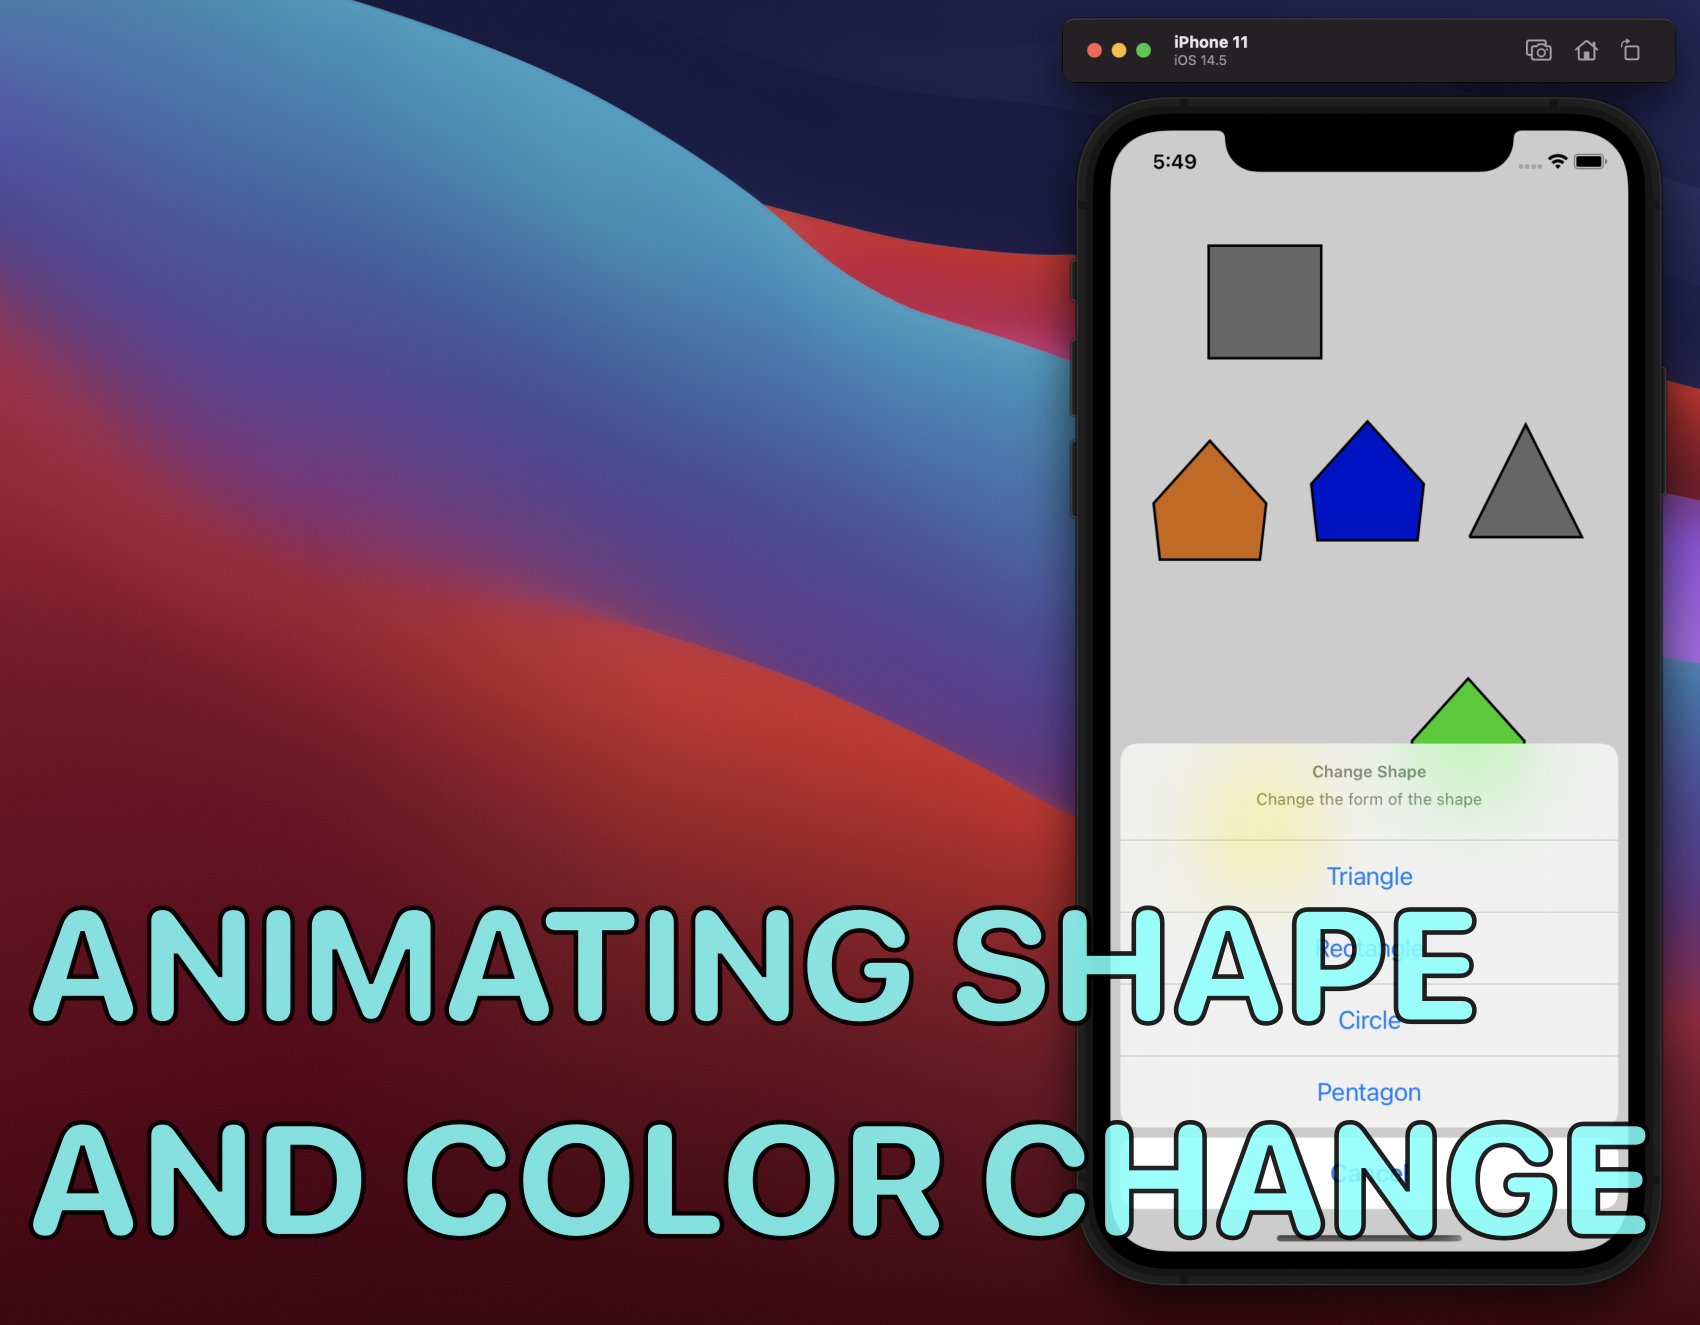 iPhone 11
iOS 14.5
5:49
Change Shape
Change the form of the shape
Triangle
Rectangle
ANIMATING SHAPE
Circle
Pentagon
Cancel
AND COLOR CHANGE